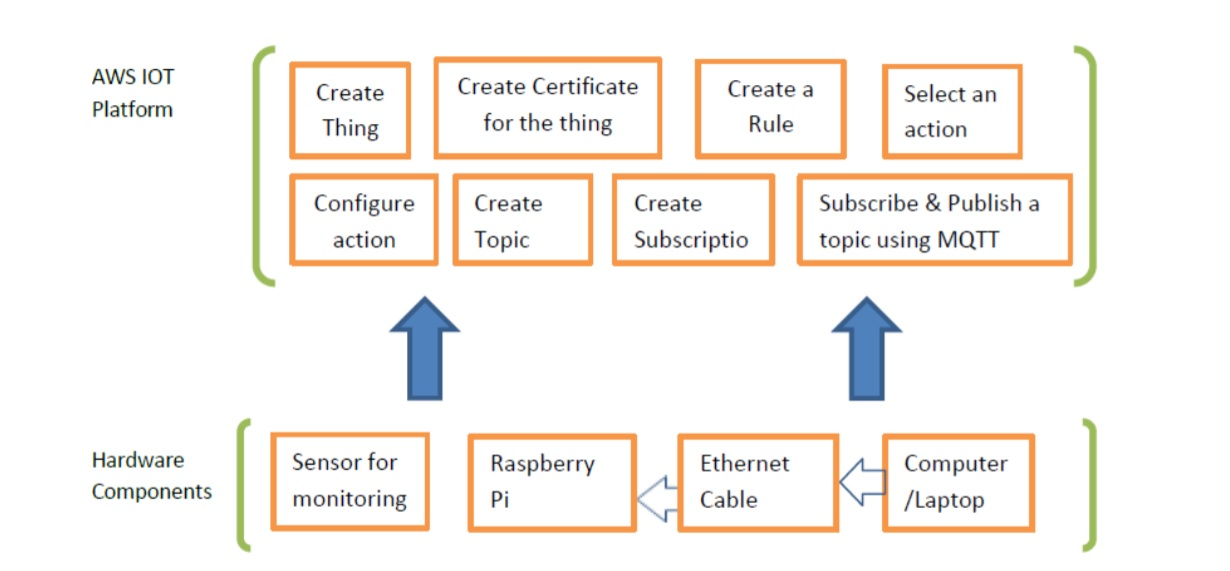 AWS IOT
Platform
Create
Thing
Create Certificate
for the thing
Create a
Rule
Select an
action
Configure
action
Create
Topic
Create
Subscriptio
Subscribe & Publish a
topic using MQTT
Hardware
Components
Sensor for
monitoring
Raspberry
Pi
Ethernet
Cable
Computer
/Laptop